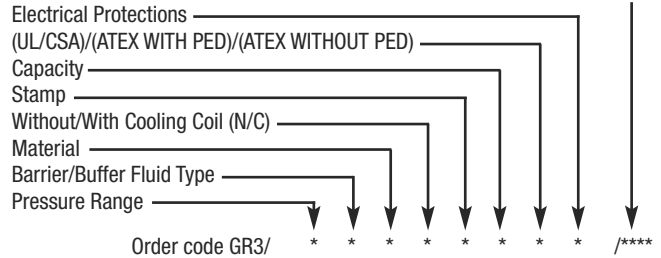 Electrical Protections
(UL/CSA)/(ATEX WITH PED)/(ATEX WITHOUT PED)
Capacity
Stamp
Without/With Cooling Coil (N/C)
Material
Barrier/Buffer Fluid Type
Pressure Range
Order code GR3/ * * * * * * * * /****